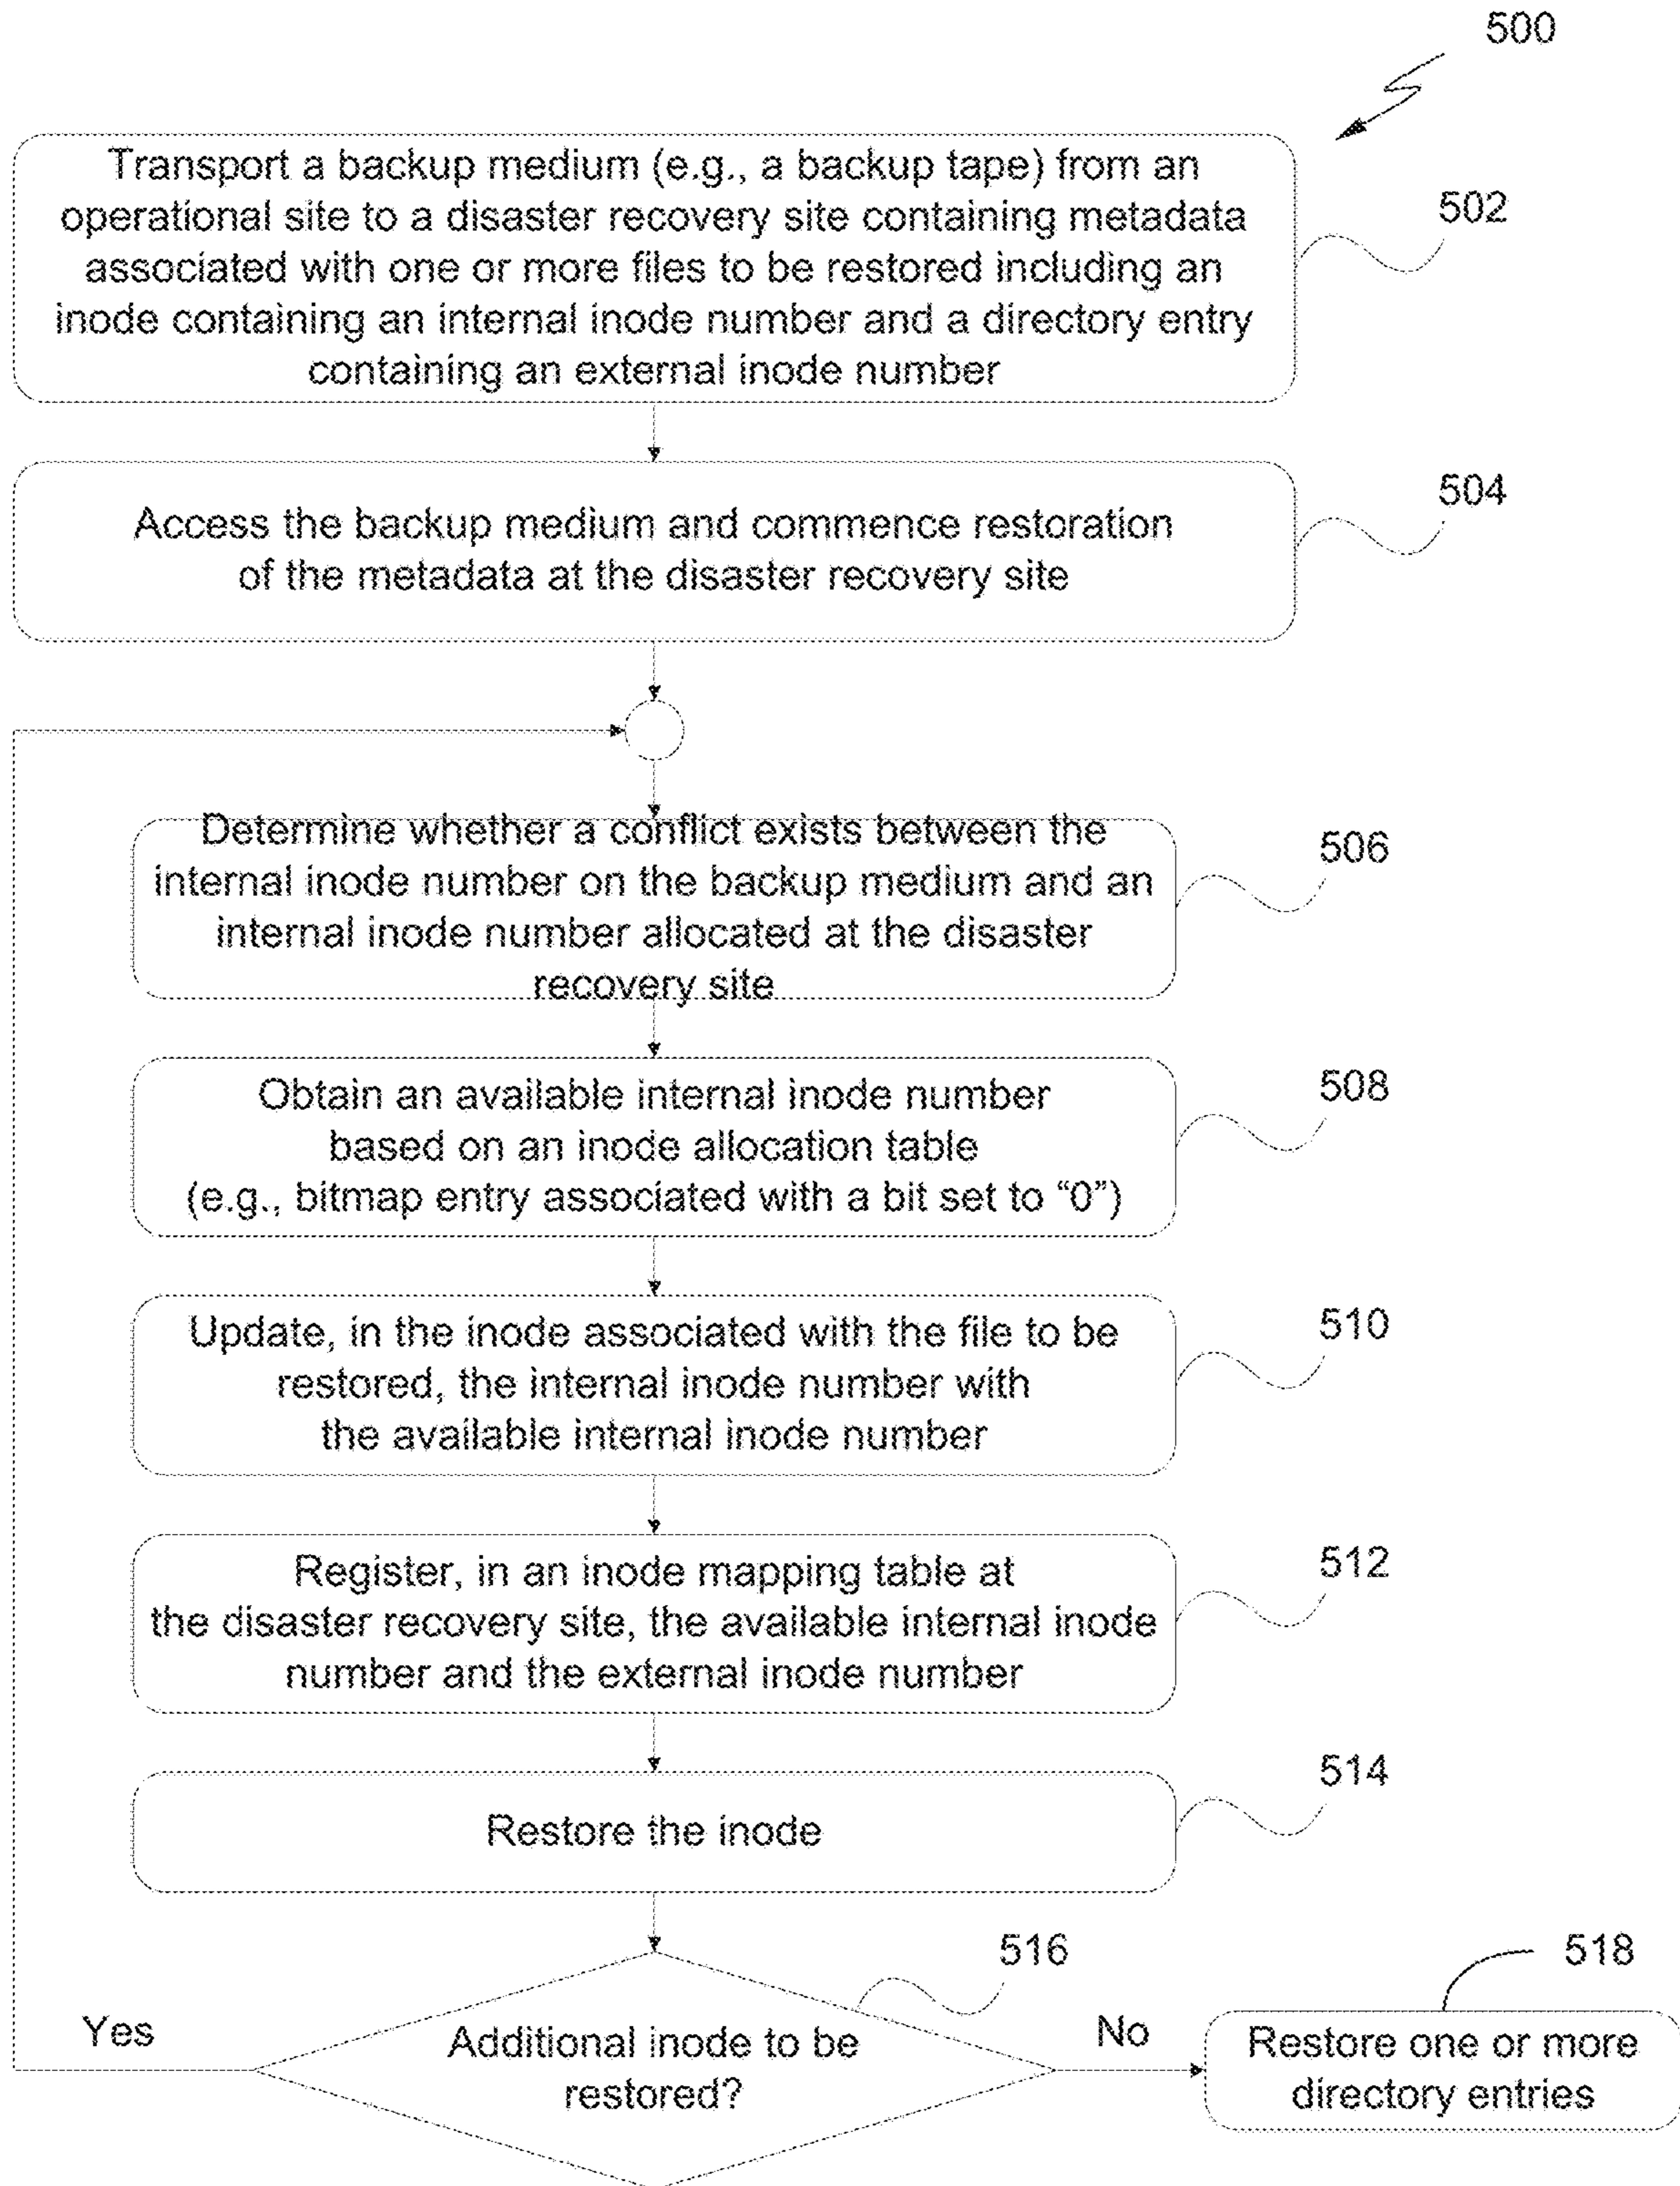 500
Transport a backup medium (e.g., a backup tape) from an
operational site to a disaster recovery site containing metadata
associated with one or more files to be restored including an
inode containing an internal inode number and a directory entry
containing an external inode number
502
Access the backup medium and commence restoration
of the metadata at the disaster recovery site
504
Determine whether a conflict exists between the
internal inode number on the backup medium and an
internal inode number allocated at the disaster
recovery site
506
Obtain an available internal inode number
based on an inode allocation table
(e.g., bitmap entry associated with a bit set to “0”)
508
Update, in the inode associated with the file to be
restored, the internal inode number with
the available internal inode number
510
Register, in an inode mapping table at
the disaster recovery site, the available internal inode
number and the external inode number
512
Restore the inode
514
Additional inode to be
restored?
516
Yes
No
Restore one or more
directory entries
518